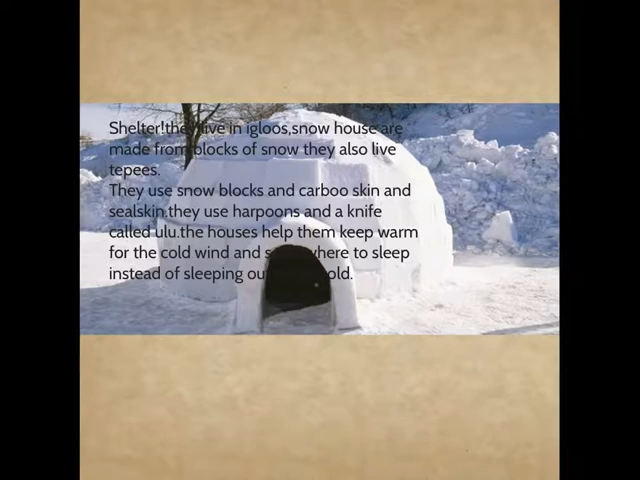 Shelter!they live in igloos,snow house are
made from blocks of snow they also live
tepees.
They use snow blocks and carboo skin and
sealskin.they use harpoons and a knife
called ulu.the houses help them keep warm
for the cold wind and to sleep
instead of sleeping cold.